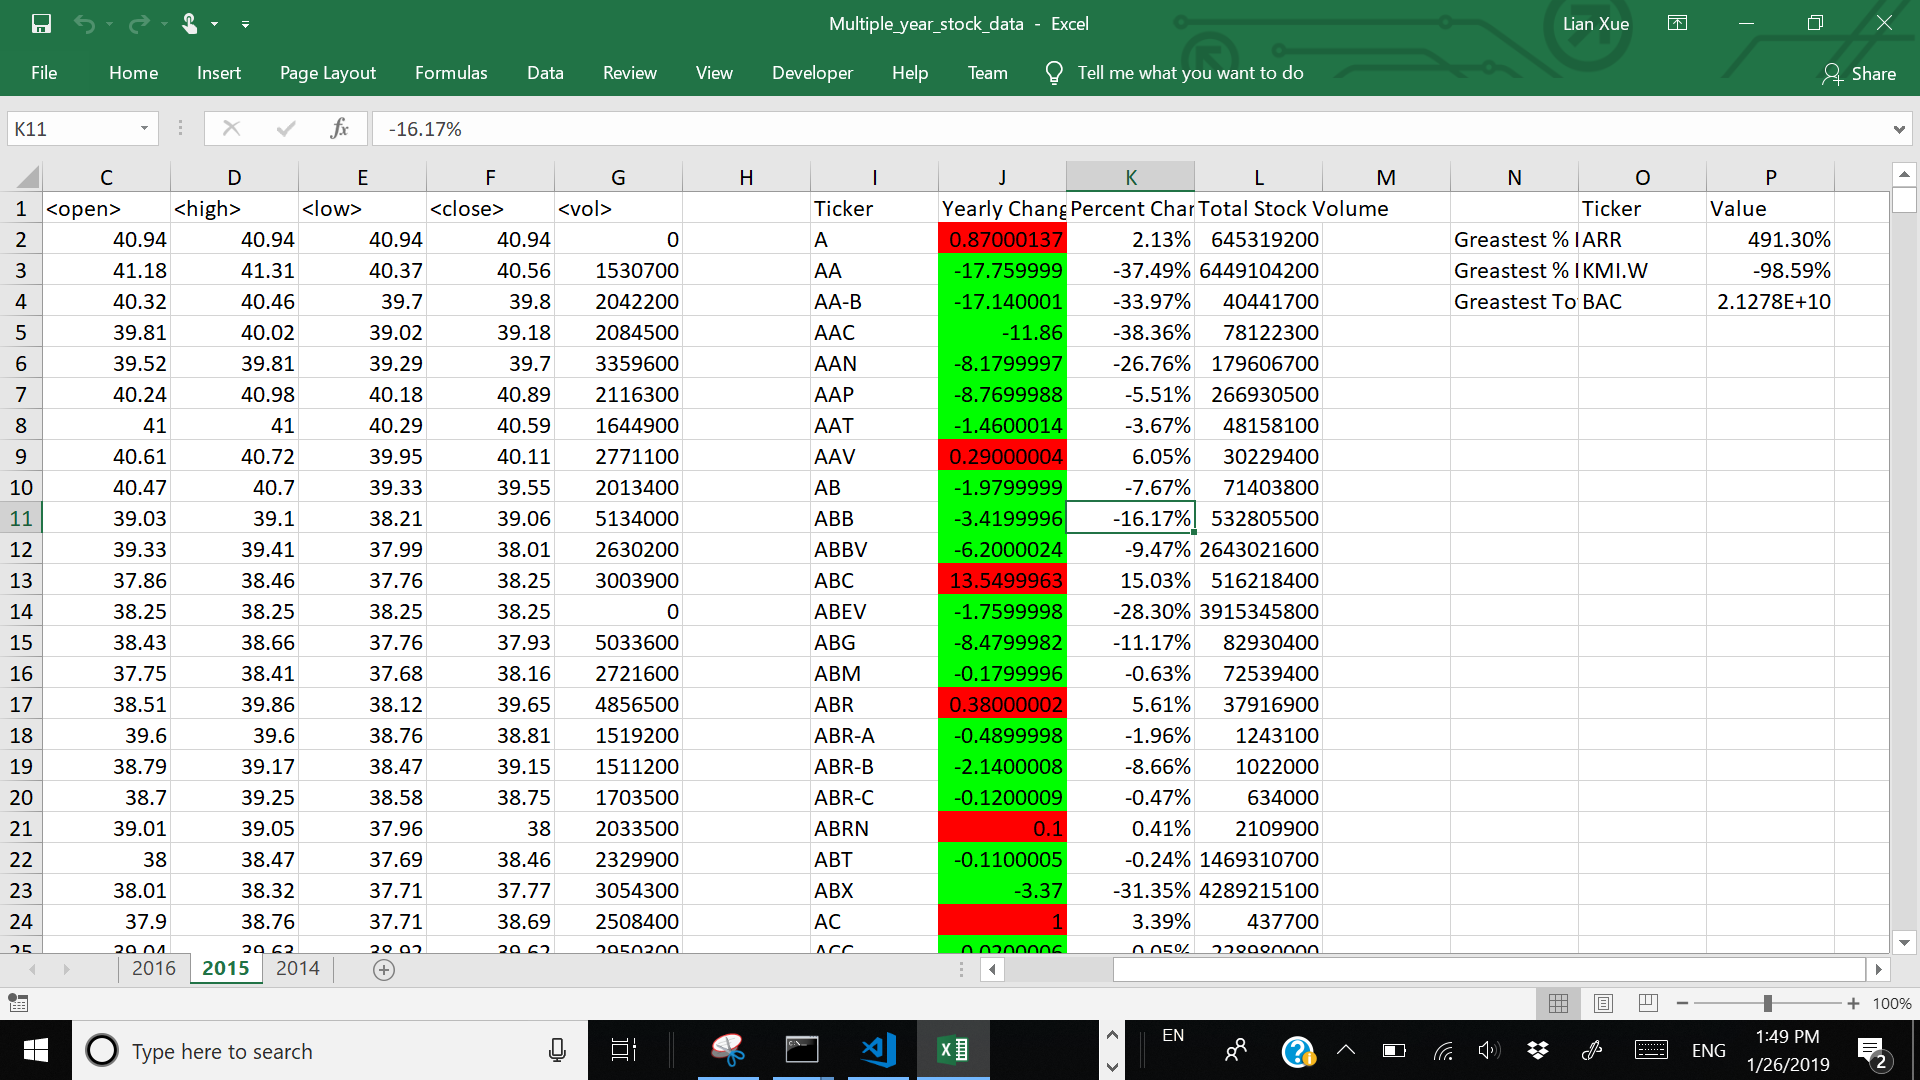 Multiple_year_stock_data - Excel
Lian Xue
File Home Insert Page Layout Formulas Data Review View Developer Help Team Tell me what you want to do Share
K11 fx -16.17%
C D E F G H I J K L M N O P
1 <open> <high> <low> <close> <vol> Ticker Yearly Chang Percent Char Total Stock Volume Ticker Value
2 40.94 40.94 40.94 40.94 0 A 0.87000137 2.13% 645319200 Greastest % ARR 491.30%
3 41.18 41.31 40.37 40.56 1530700 AA -17.759999 -37.49% 6449104200 Greastest % KMI.W -98.59%
4 40.32 40.46 39.7 39.8 2042200 AA-B -17.140001 -33.97% 40441700 Greastest To BAC 2.1278E+10
5 39.81 40.02 39.02 39.18 2084500 AAC -11.86 -38.36% 78122300
6 39.52 39.81 39.29 39.7 3359600 AAN -8.1799997 -26.76% 179606700
7 40.24 40.98 40.18 40.89 2116300 AAP -8.7699988 -5.51% 266930500
8 41 41 40.29 40.59 1644900 AAT -1.4600014 -3.67% 48158100
9 40.61 40.72 39.95 40.11 2771100 AAV 0.29000004 6.05% 30229400
10 40.47 40.7 39.33 39.55 2013400 AB -1.9799999 -7.67% 71403800
11 39.03 39.1 38.21 39.06 5134000 ABB -3.4199996 -16.17% 532805500
12 39.33 39.41 37.99 38.01 2630200 ABBV -6.2000024 -9.47% 2643021600
13 37.86 38.46 37.76 38.25 3003900 ABC 13.5499963 15.03% 516218400
14 38.25 38.25 38.25 38.25 0 ABEV -1.7599998 -28.30% 3915345800
15 38.43 38.66 37.76 37.93 5033600 ABG -8.4799982 -11.17% 82930400
16 37.75 38.41 37.68 38.16 2721600 ABM -0.1799996 -0.63% 72539400
17 38.51 39.86 38.12 39.65 4856500 ABR 0.38000002 5.61% 37916900
18 39.6 39.6 38.76 38.81 1519200 ABR-A -0.4899998 -1.96% 1243100
19 38.79 39.17 38.47 39.15 1511200 ABR-B -2.1400008 -8.66% 1022000
20 38.7 39.25 38.58 38.75 1703500 ABR-C -0.1200009 -0.47% 634000
21 39.01 39.05 37.96 38 2033500 ABRN 0.1 0.41% 2109900
22 38 38.47 37.69 38.46 2329900 ABT -0.1100005 -0.24% 1469310700
23 38.01 38.32 37.71 37.77 3054300 ABX -3.37 -31.35% 4289215100
24 37.9 38.76 37.71 38.69 2508400 AC 1 3.39% 437700
25 39.04 39.63 38.92 39.62 2950300 ACC 0.0200006 0.05% 228980000
2016 2015 2014
100%
Type here to search
EN
ENG
1:49 PM
1/26/2019
2